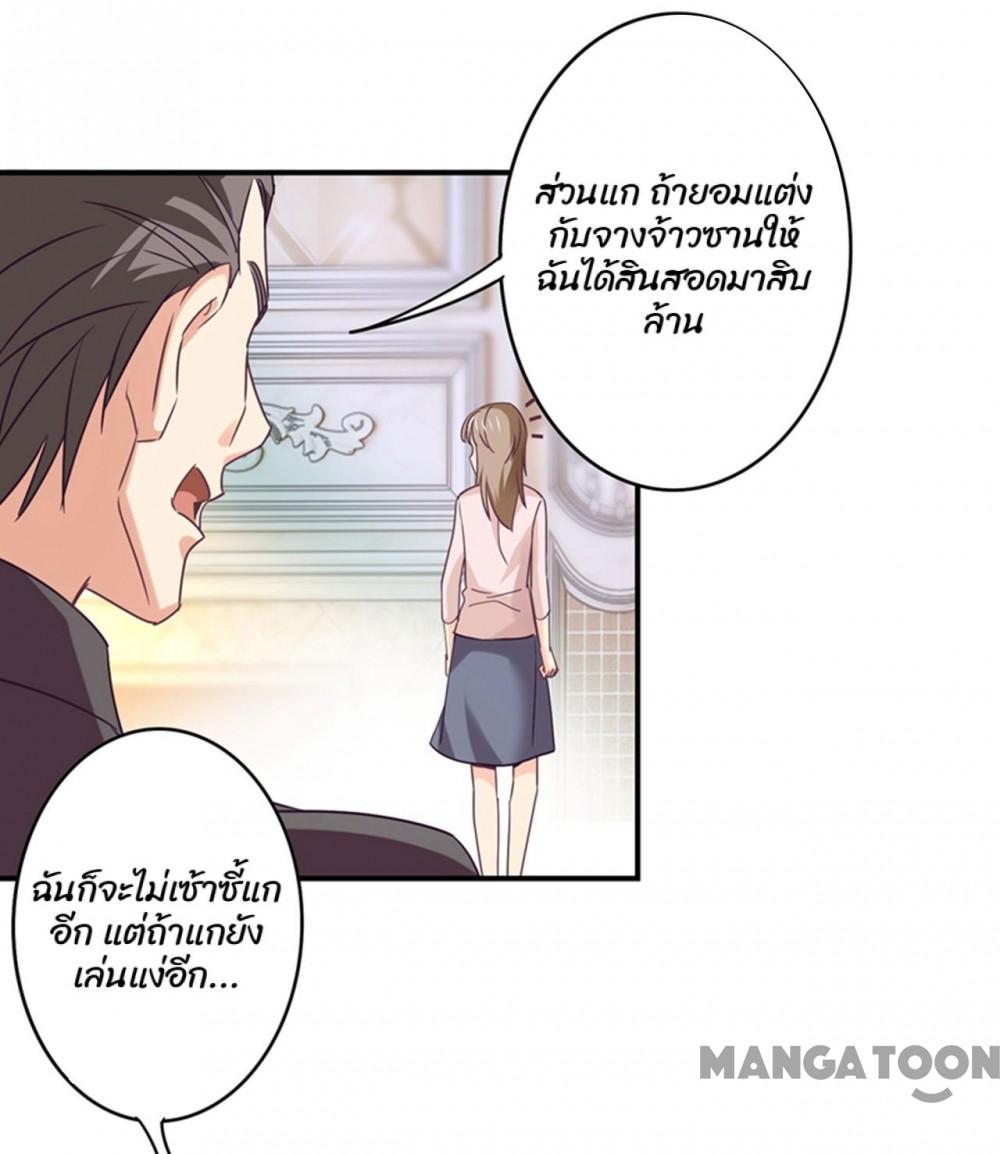 ส่วนแก ถ้ายอมแต่ง
กับจางจ้าวซานให้
ฉันได้สินสอดมาสิบ
ล้าน
ฉันก็จะไม่เซ้าซี้แก
อีก แต่ถ้าแกยัง
เล่นแง่อีก...
MANGATOON